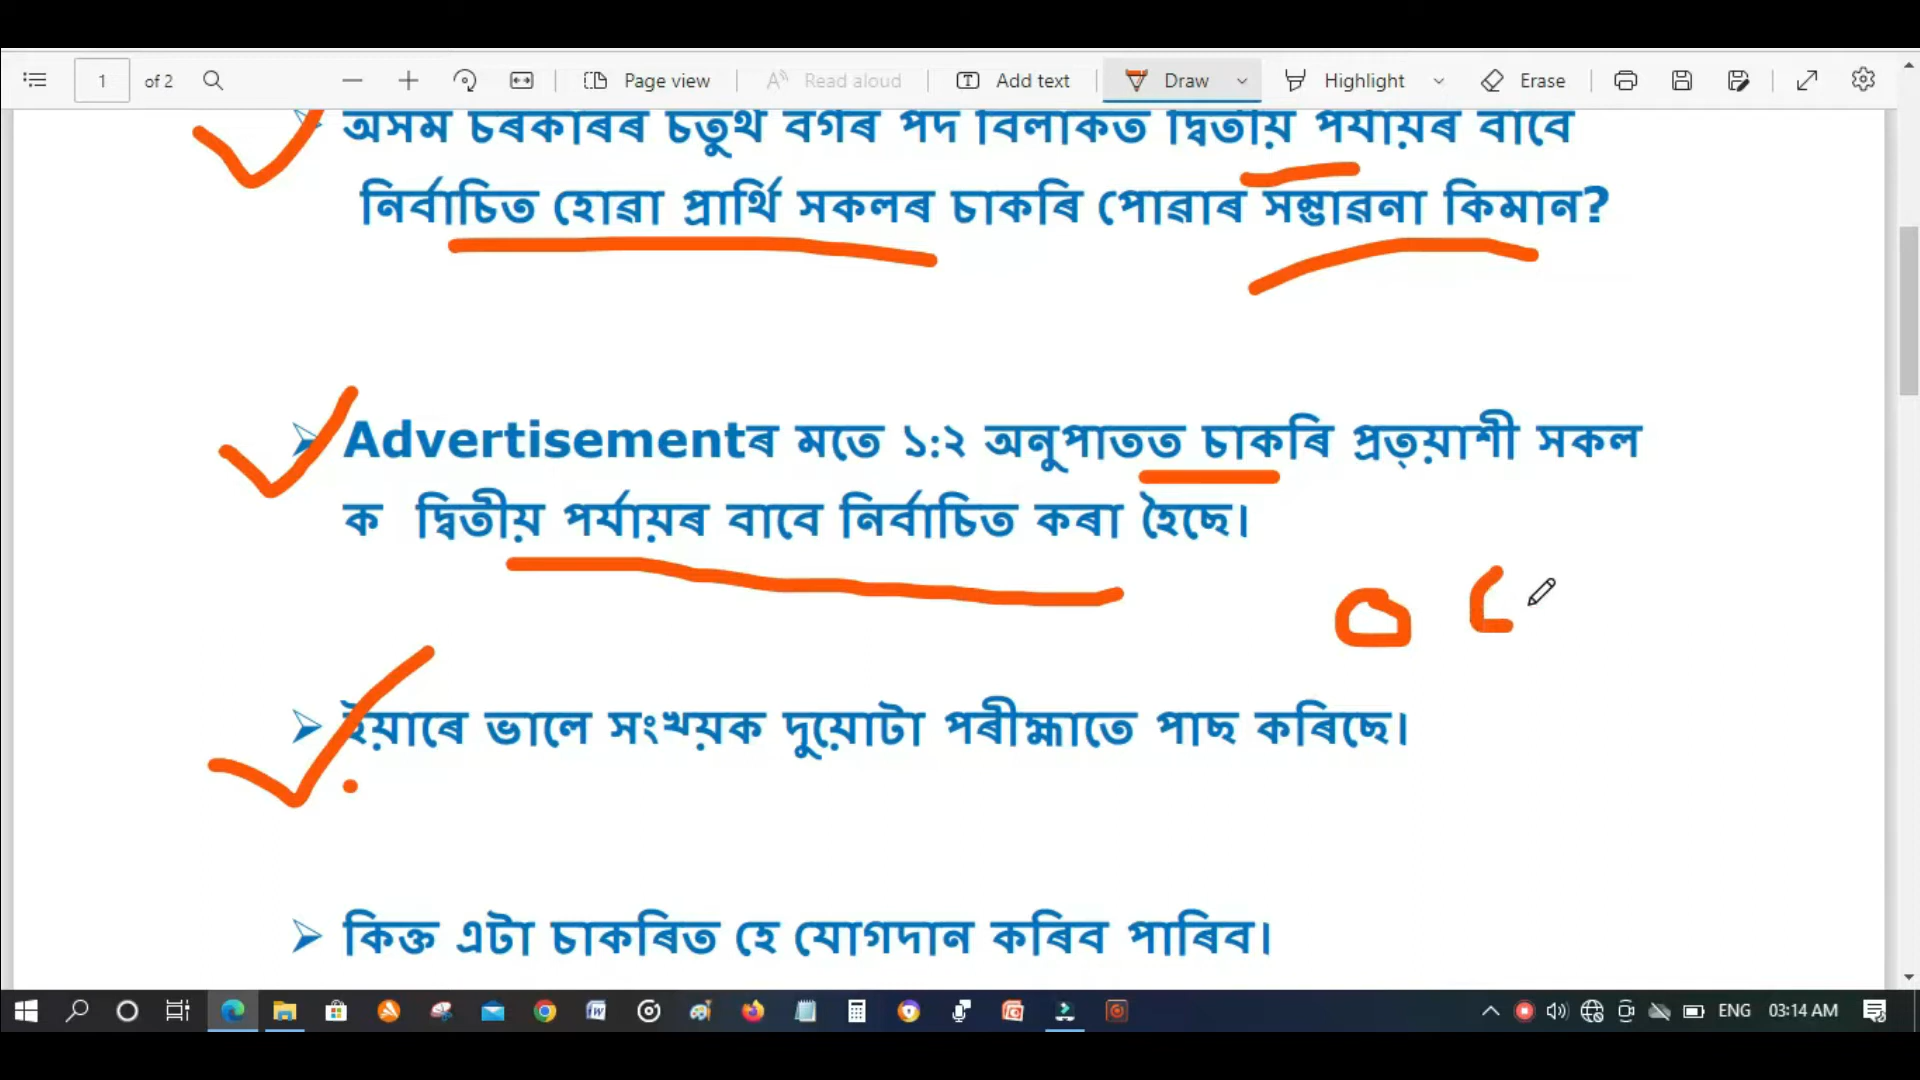 1 of 2 Page view Read aloud Add text Draw Highlight Erase
অসম চৰকাৰৰ চতুৰ্থ বৰ্গৰ পদ বিলাকত দ্বিতীয় পৰ্যায়ৰ বাবে
নিৰ্বাচিত হোৱা প্ৰাৰ্থি সকলৰ চাকৰি পোৱাৰ সম্ভাৱনা কিমান?
➢ Advertisementৰ মতে ১:২ অনুপাতত চাকৰি প্ৰত্য়াশী সকল
ক দ্বিতীয় পৰ্যায়ৰ বাবে নিৰ্বাচিত কৰা হৈছে।
➢ ইয়াৰে ভালে সংখ্যক দুয়োটা পৰীক্ষাতে পাছ কৰিছে।
➢ কিন্তু এটা চাকৰিত হে যোগদান কৰিব পাৰিব।
ENG 03:14 AM